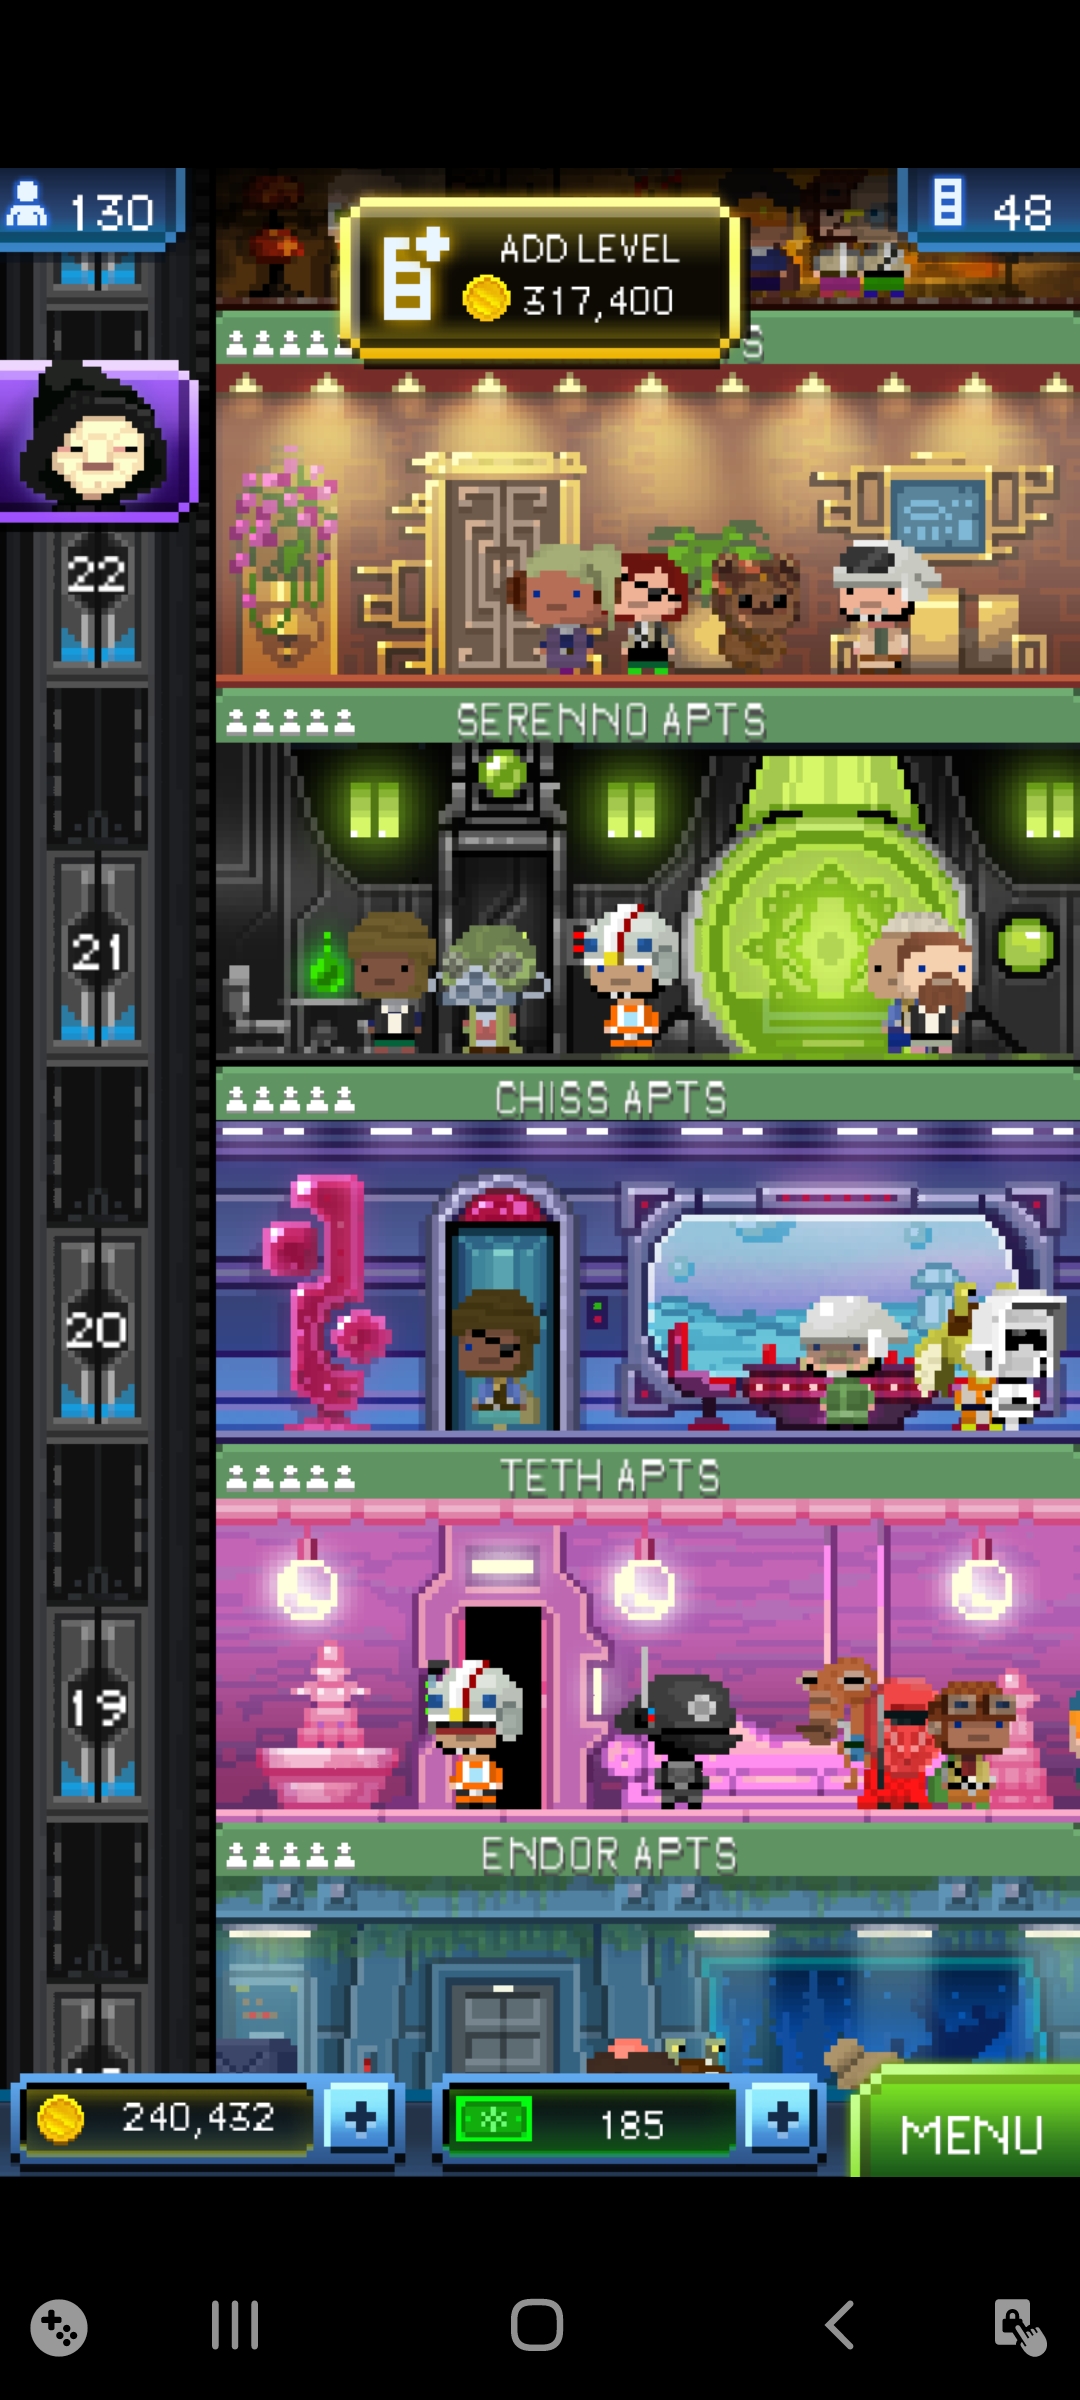 130
48
ADD LEVEL
317,400
S
22
SERENNO APTS
21
CHISS APTS
20
TETH APTS
19
ENDOR APTS
240,432
185
MENU